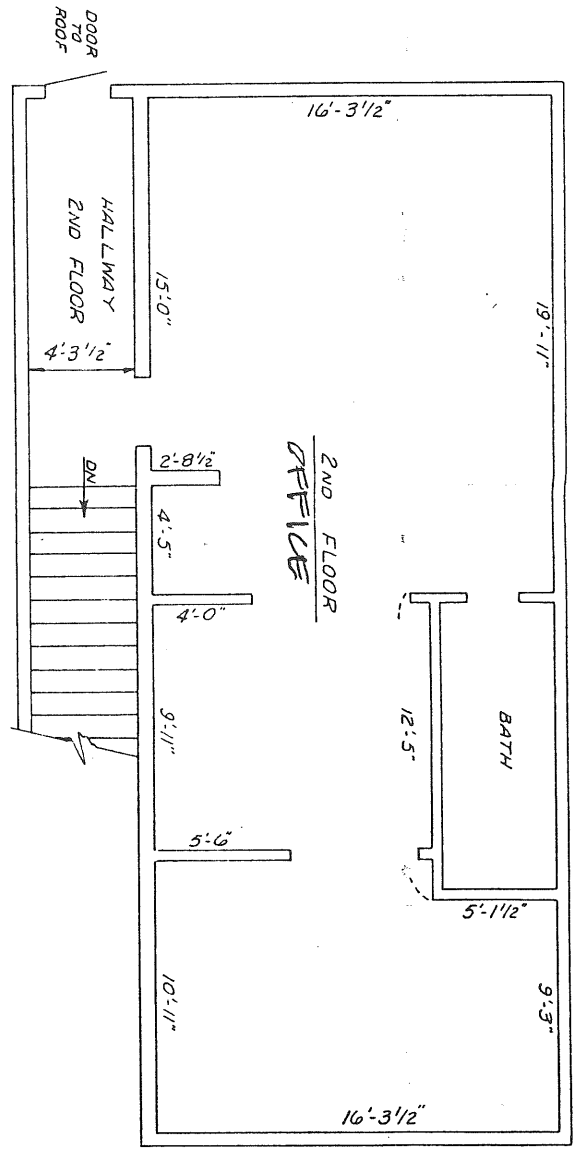 DOOR
TO
ROOF
16'-3 1/2"
HALLWAY
2ND FLOOR
15'-0"
19'-11"
4'-3 1/2"
2'-8 1/2"
DN
4'-5"
2ND FLOOR
OFFICE
4'-0"
9'-11"
12'-5"
BATH
5'-6"
5'-1 1/2"
10'-11"
9'-3"
16'-3 1/2"